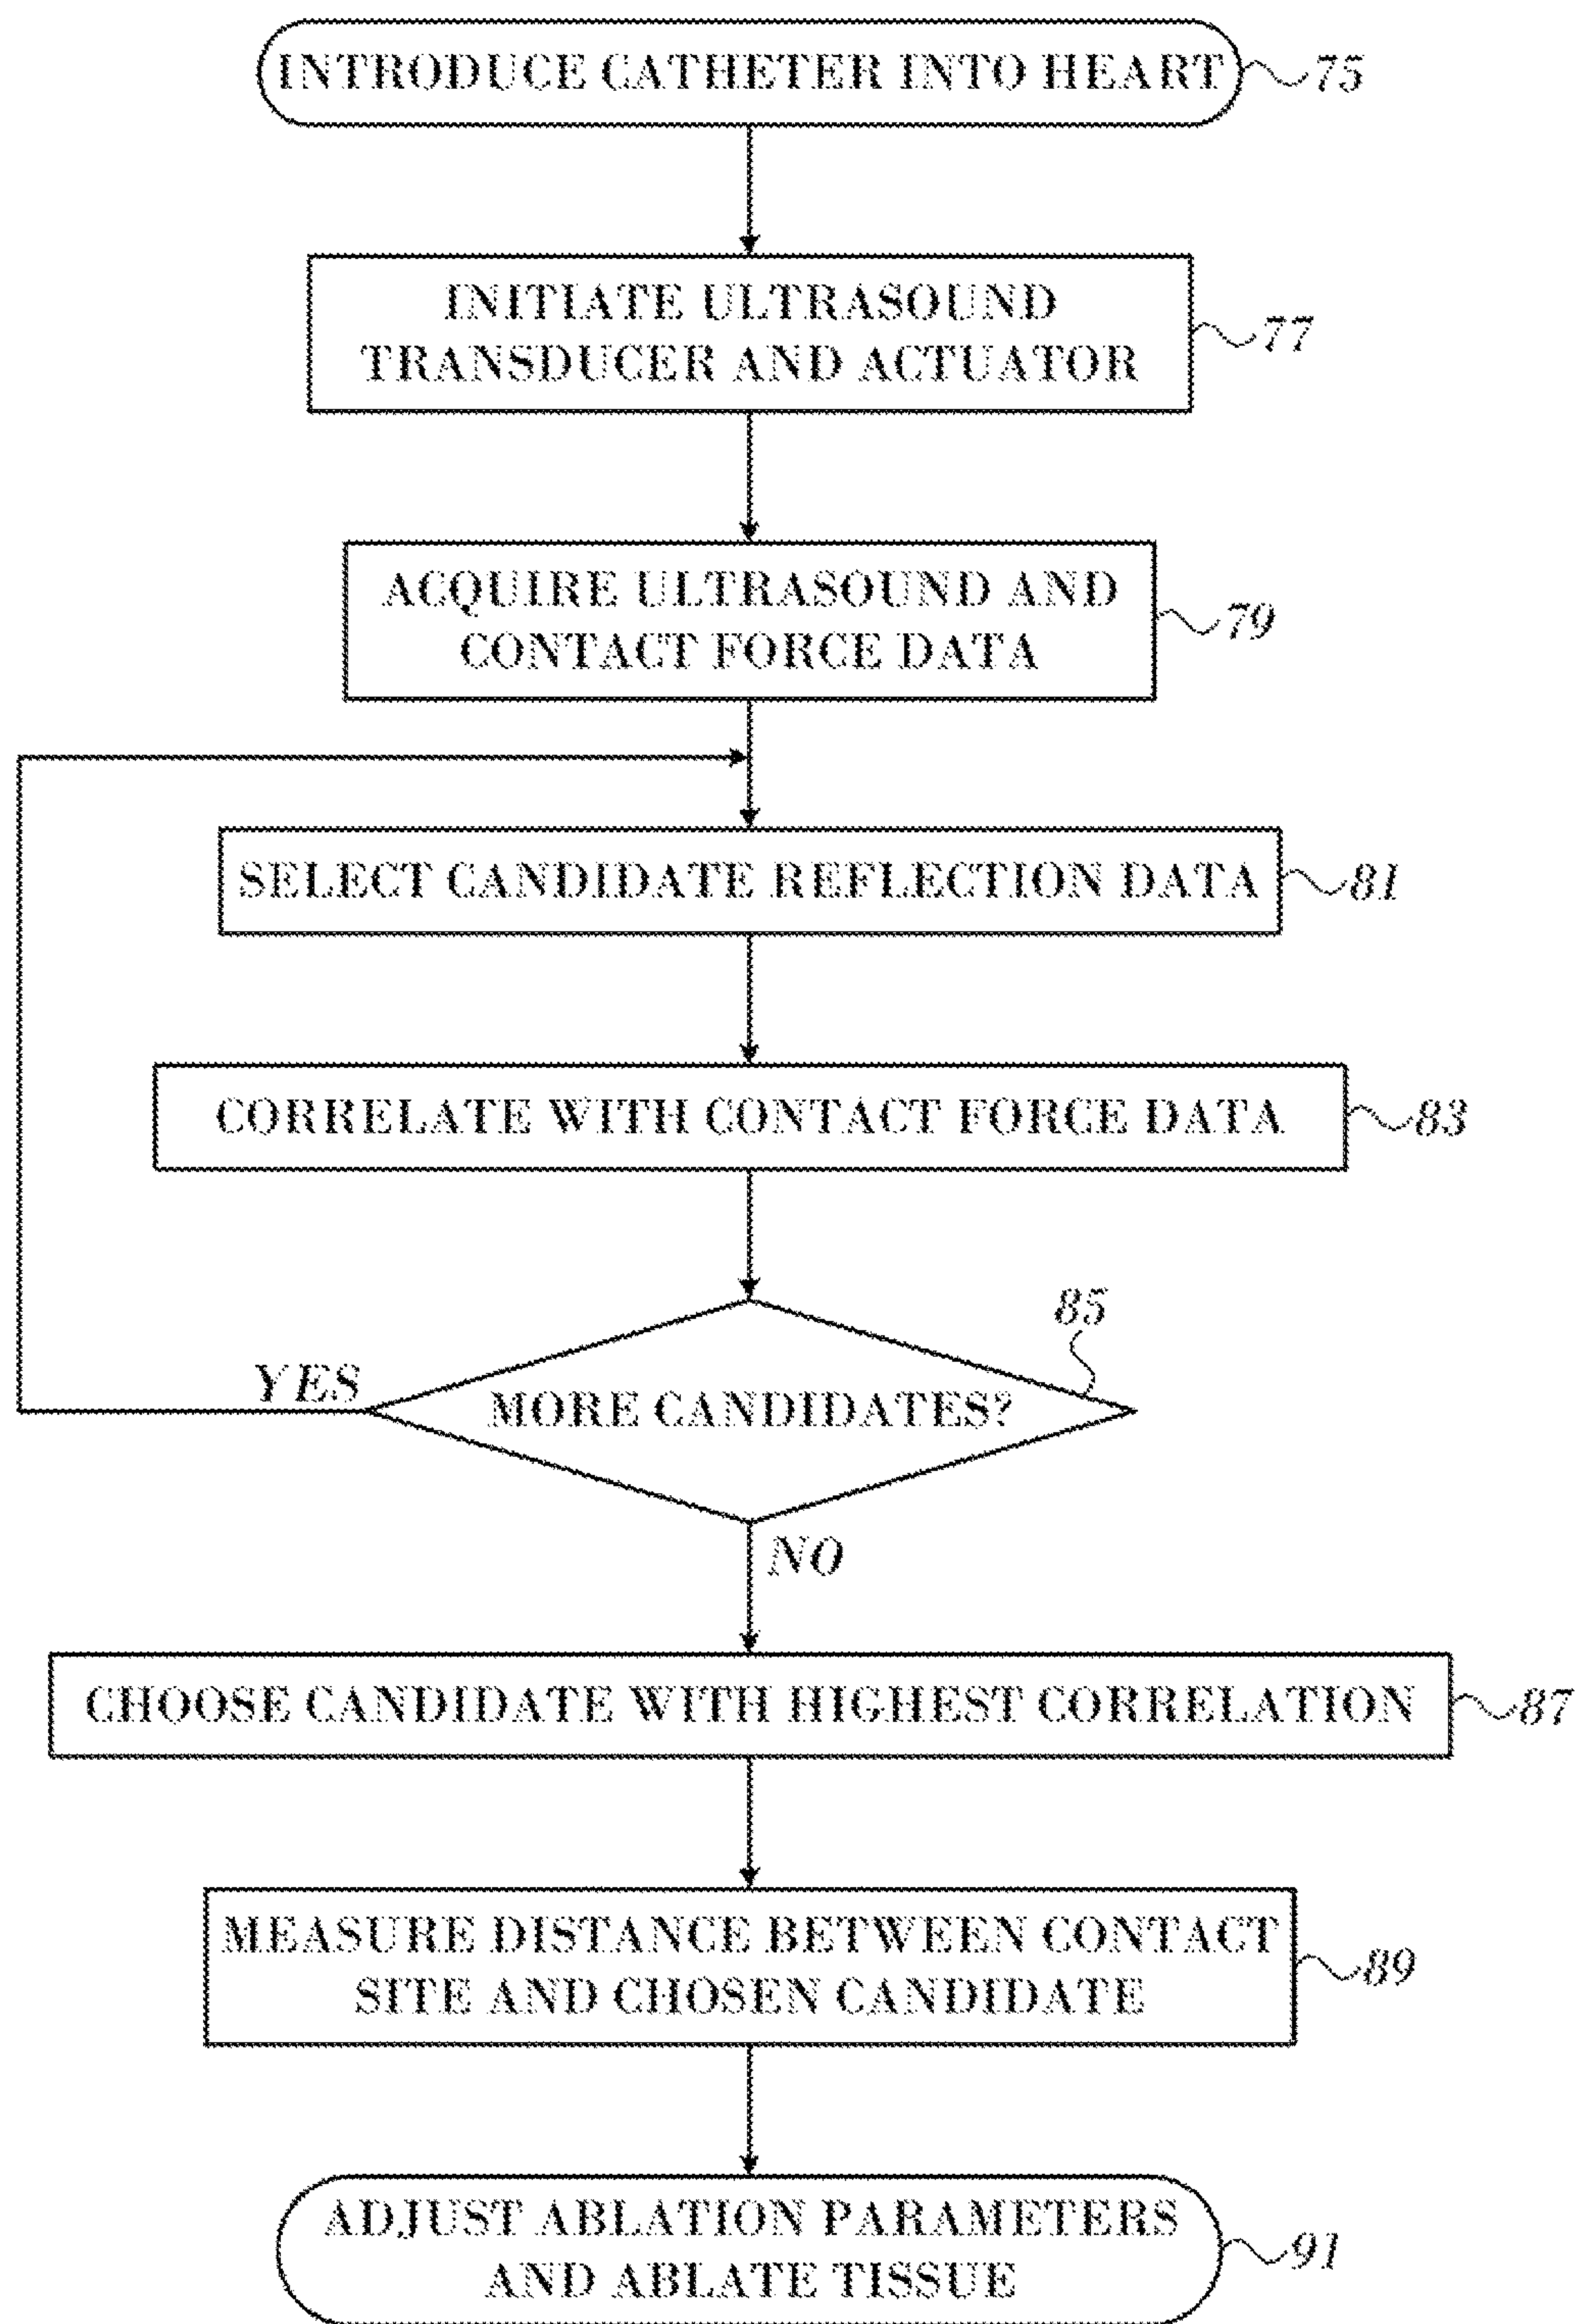 INTRODUCE CATHETER INTO HEART 75
INITIATE ULTRASOUND
TRANSDUCER AND ACTUATOR
77
ACQUIRE ULTRASOUND AND
CONTACT FORCE DATA
79
SELECT CANDIDATE REFLECTION DATA 81
CORRELATE WITH CONTACT FORCE DATA 83
85
YES
MORE CANDIDATES?
NO
CHOOSE CANDIDATE WITH HIGHEST CORRELATION 87
MEASURE DISTANCE BETWEEN CONTACT
SITE AND CHOSEN CANDIDATE
89
ADJUST ABLATION PARAMETERS
AND ABLATE TISSUE
91